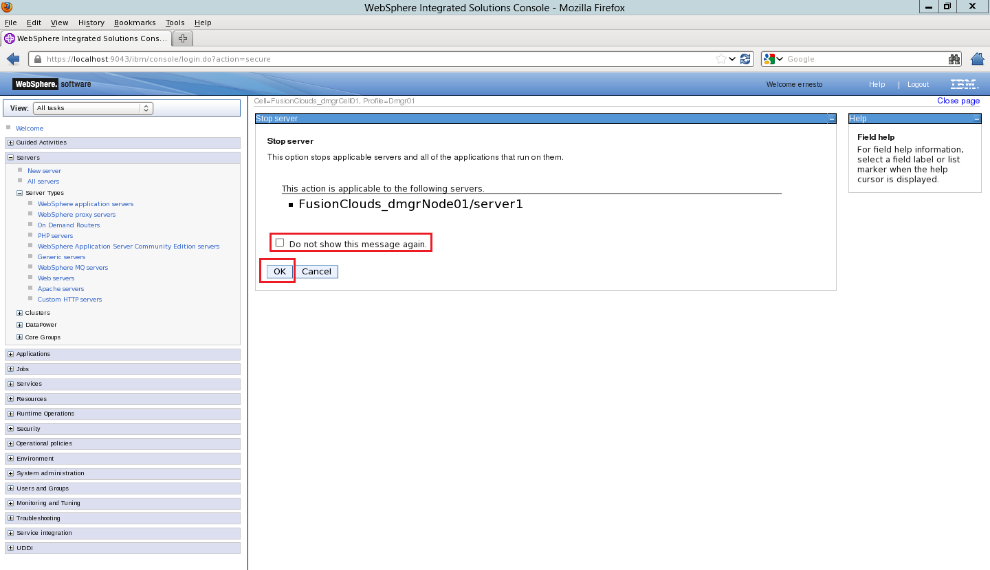 WebSphere Integrated Solutions Console - Mozilla Firefox
File Edit View History Bookmarks Tools Help
WebSphere Integrated Solutions Cons...
https://localhost:9043/ibm/console/login.do?action=secure
Google
WebSphere. software
Welcome ernesto
Help | Logout
IBM.
View: All tasks
Cell=FusionClouds_dmgrCell01, Profile=Dmgr01
Close page
Welcome
Guided Activities
Servers
New server
All servers
Server Types
WebSphere application servers
WebSphere proxy servers
On Demand Routers
PHP servers
WebSphere Application Server Community Edition servers
Generic servers
WebSphere MQ servers
Web servers
Apache servers
Custom HTTP servers
Clusters
DataPower
Core Groups
Applications
Jobs
Services
Resources
Runtime Operations
Security
Operational policies
Environment
System administration
Users and Groups
Monitoring and Tuning
Troubleshooting
Service integration
UDDI
Stop server
Stop server
This option stops applicable servers and all of the applications that run on them.
This action is applicable to the following servers.
FusionClouds_dmgrNode01/server1
Do not show this message again.
OK Cancel
Help
Field help
For field help information,
select a field label or list
marker when the help
cursor is displayed.